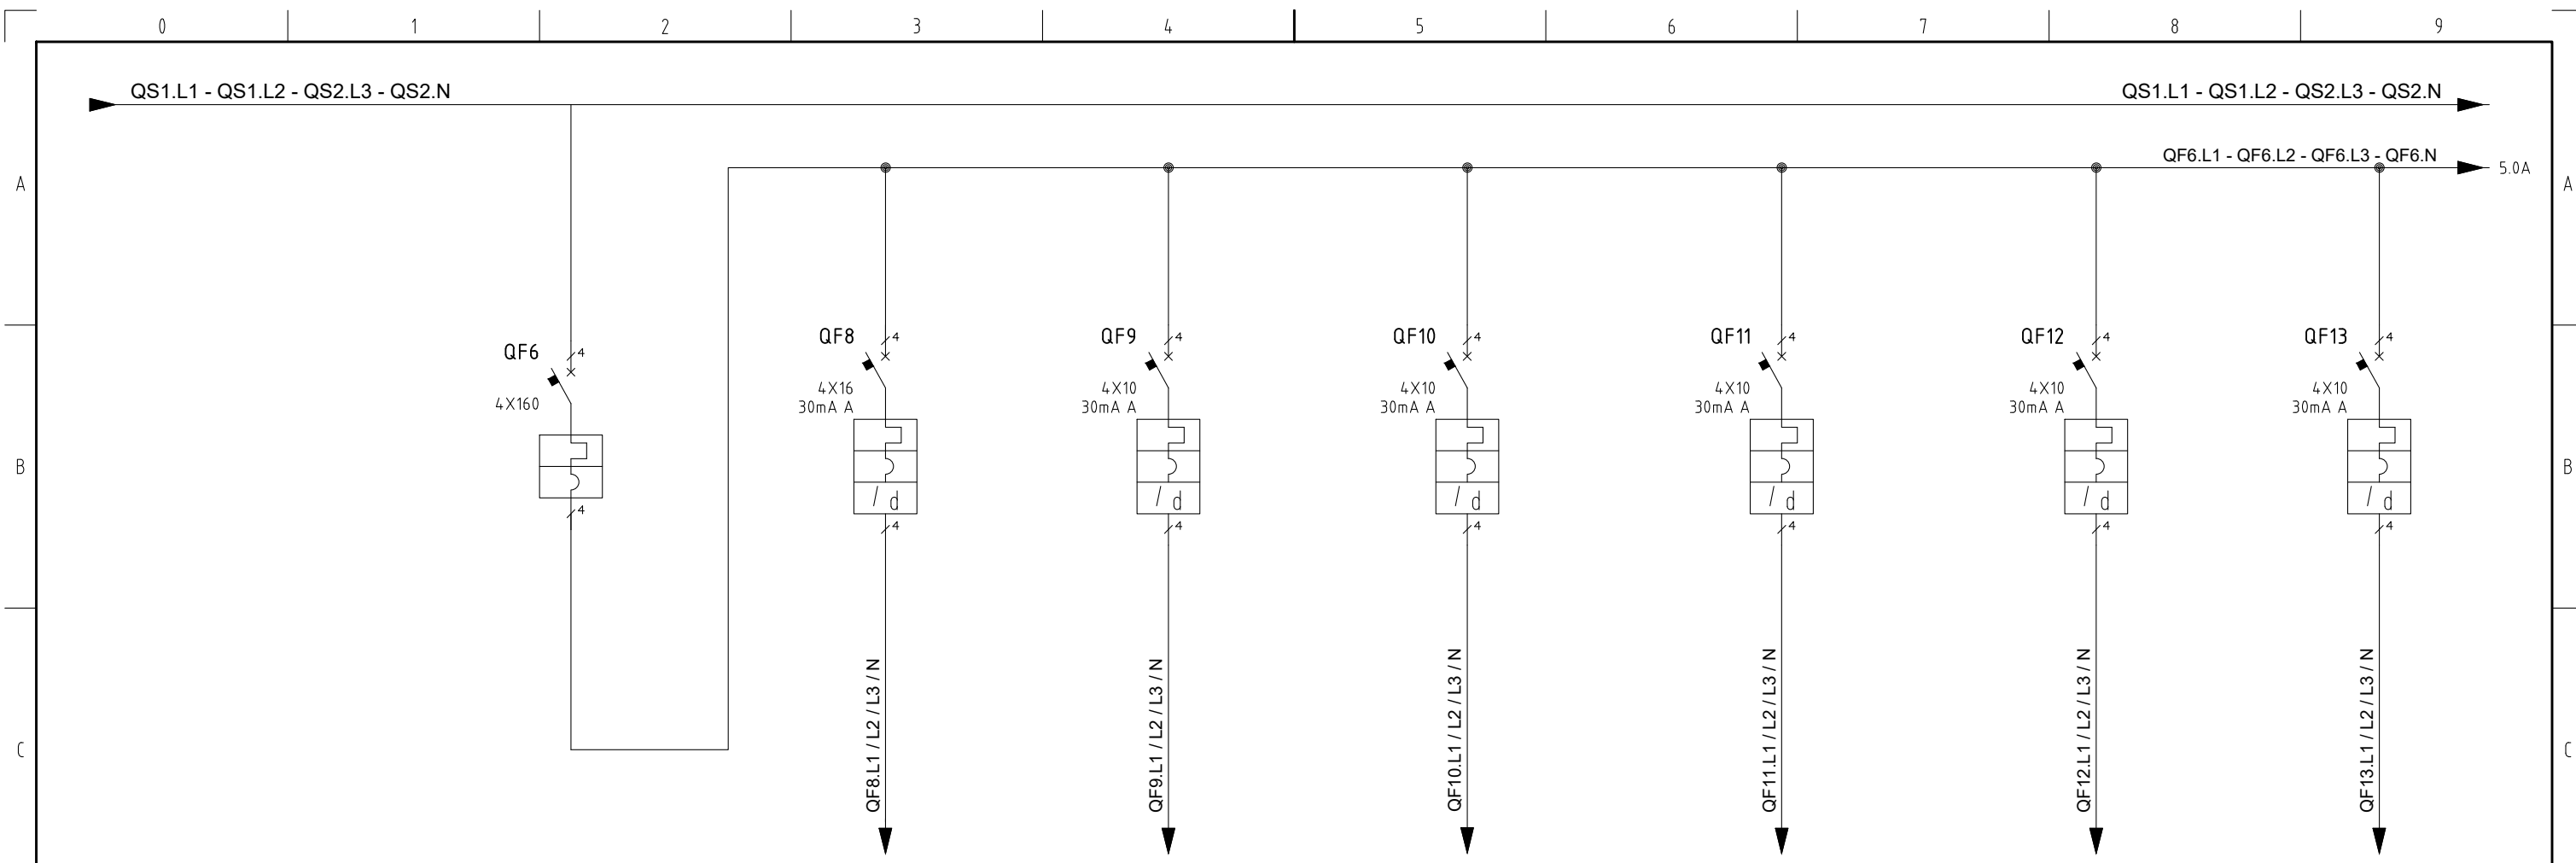 0 1 2 3 4 5 6 7 8 9
QS1.L1 - QS1.L2 - QS2.L3 - QS2.N
QS1.L1 - QS1.L2 - QS2.L3 - QS2.N
QF6.L1 - QF6.L2 - QF6.L3 - QF6.N
5.0A
A
A
QF6
4
4X160
4
QF8
4
4X16
30mA A
/ d
4
QF9
4
4X10
30mA A
/ d
4
QF10
4
4X10
30mA A
/ d
4
QF11
4
4X10
30mA A
/ d
4
QF12
4
4X10
30mA A
/ d
4
QF13
4
4X10
30mA A
/ d
4
B
B
QF8.L1 / L2 / L3 / N
QF9.L1 / L2 / L3 / N
QF10.L1 / L2 / L3 / N
QF11.L1 / L2 / L3 / N
QF12.L1 / L2 / L3 / N
QF13.L1 / L2 / L3 / N
C
C